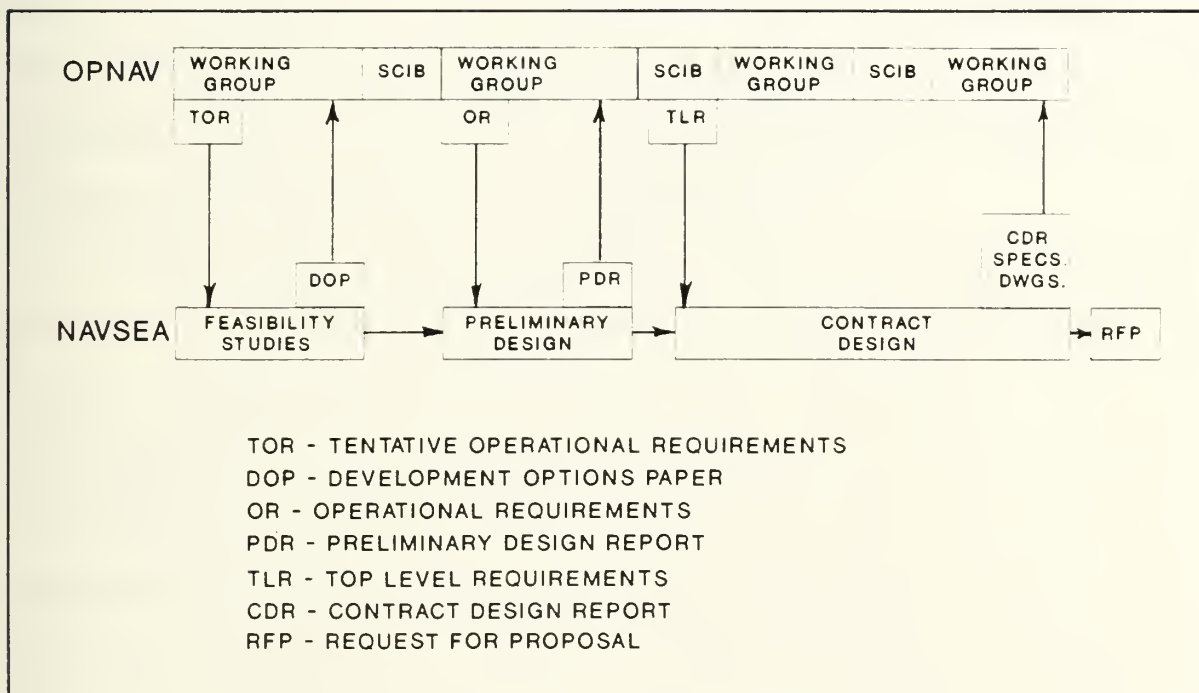 OPNAV
WORKING
GROUP
SCIB
WORKING
GROUP
SCIB
WORKING
GROUP
SCIB
WORKING
GROUP
TOR
OR
TLR
DOP
PDR
CDR
SPECS.
DWGS.
NAVSEA
FEASIBILITY
STUDIES
PRELIMINARY
DESIGN
CONTRACT
DESIGN
RFP
TOR - TENTATIVE OPERATIONAL REQUIREMENTS
DOP - DEVELOPMENT OPTIONS PAPER
OR - OPERATIONAL REQUIREMENTS
PDR - PRELIMINARY DESIGN REPORT
TLR - TOP LEVEL REQUIREMENTS
CDR - CONTRACT DESIGN REPORT
RFP - REQUEST FOR PROPOSAL